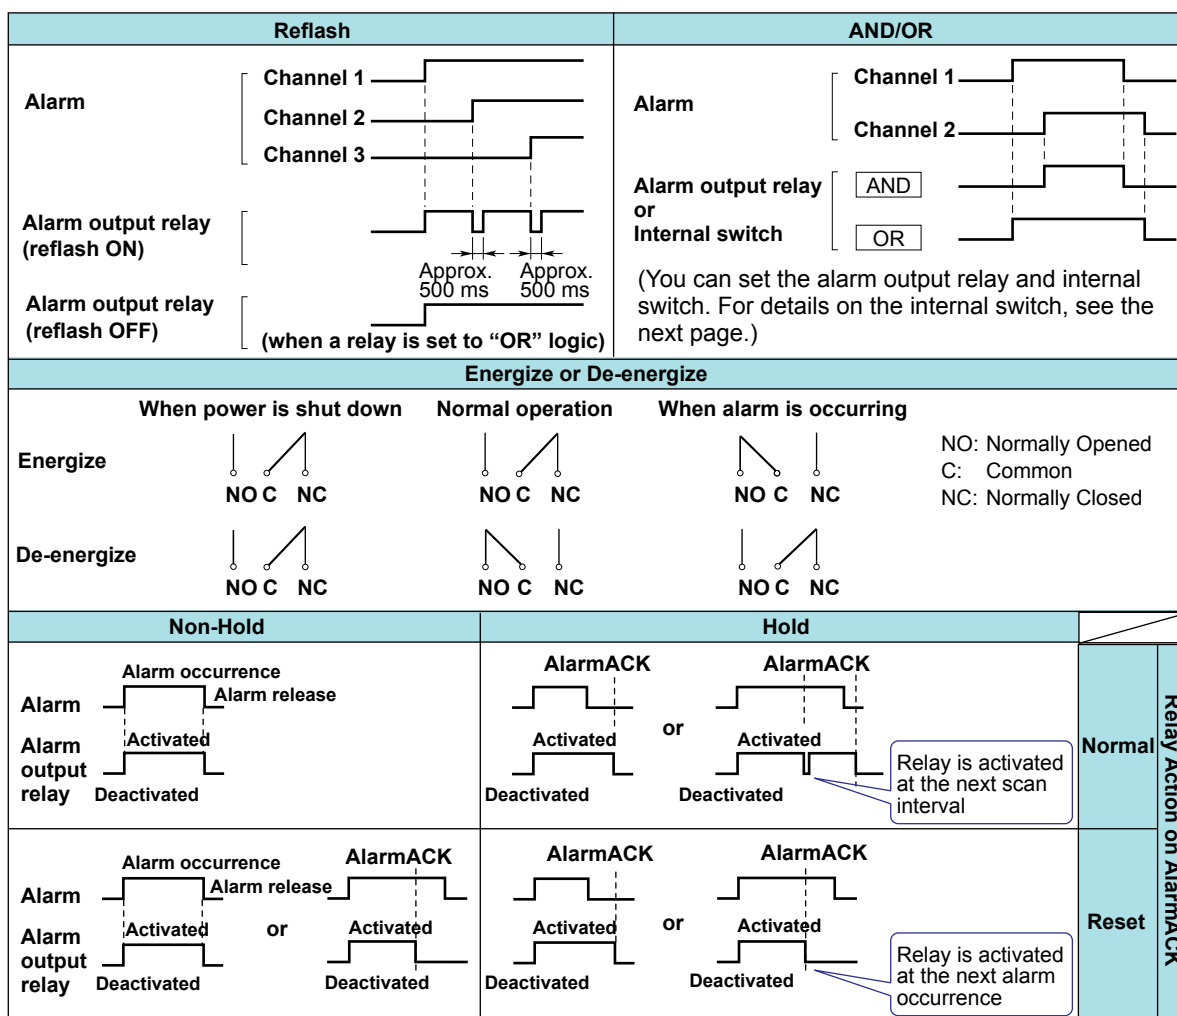 Reflash
Alarm
Channel 1
Channel 2
Channel 3
Alarm output relay
(reflash ON)
Approx.
500 ms
Approx.
500 ms
Alarm output relay
(reflash OFF)
(when a relay is set to “OR” logic)
AND/OR
Alarm
Channel 1
Channel 2
Alarm output relay
or
Internal switch
AND
OR
(You can set the alarm output relay and internal
switch. For details on the internal switch, see the
next page.)
Energize or De-energize
When power is shut down Normal operation When alarm is occurring
Energize
NO C NC NO C NC NO C NC
NO: Normally Opened
C: Common
NC: Normally Closed
De-energize
NO C NC NO C NC NO C NC
Non-Hold
Hold
Alarm occurrence
Alarm release
Alarm
Activated
Alarm
output
relay
Deactivated
AlarmACK
Activated
Deactivated
or
AlarmACK
Activated
Deactivated
Relay is activated
at the next scan
interval
Normal
Relay Action on AlarmACK
Alarm occurrence
Alarm release
Alarm
Activated
Alarm
output
relay
Deactivated
or
AlarmACK
Activated
Deactivated
AlarmACK
Activated
Deactivated
or
AlarmACK
Activated
Deactivated
Relay is activated
at the next alarm
occurrence
Reset